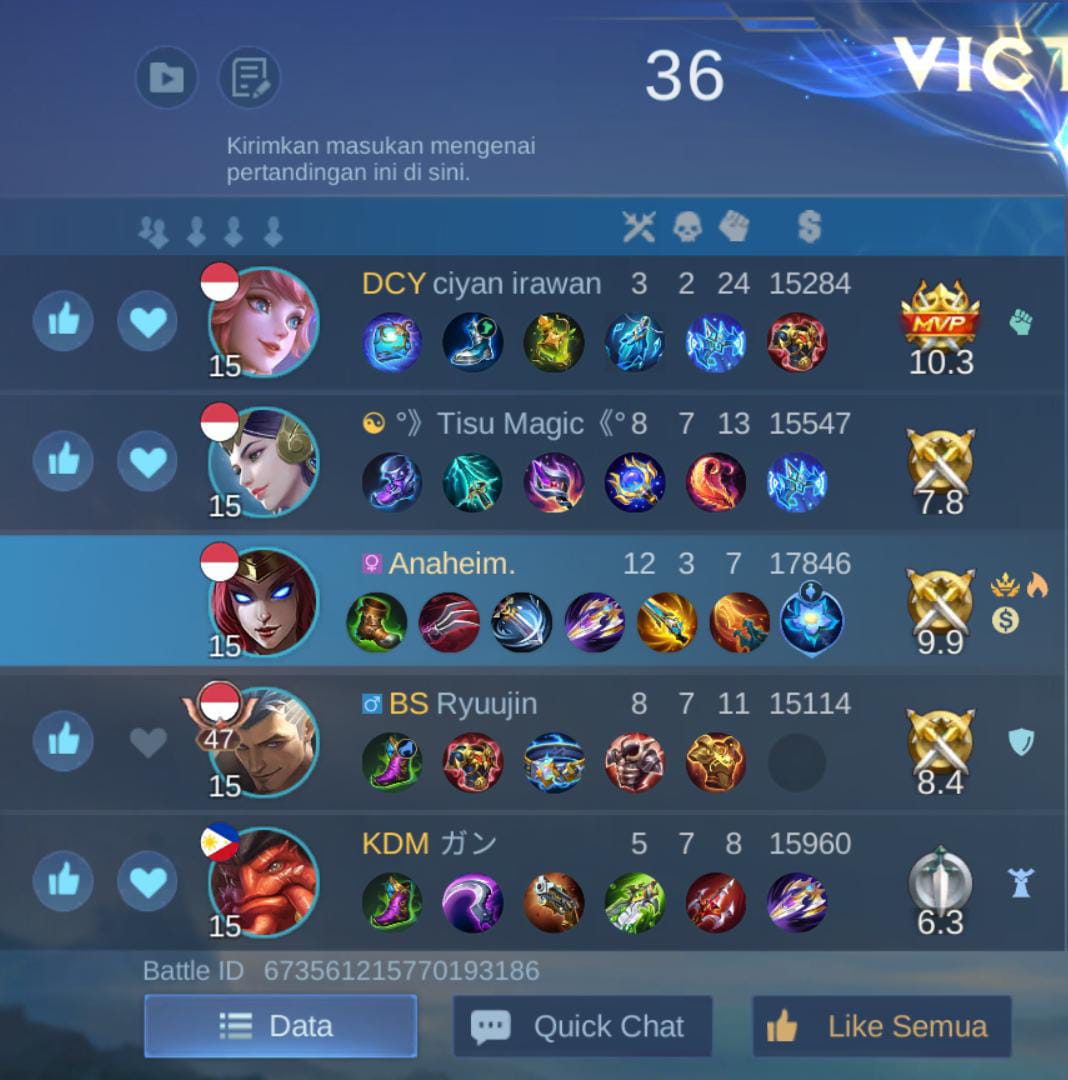 36
VICT
Kirimkan masukan mengenai
pertandingan ini di sini.
DCY ciyan irawan 3 2 24 15284
MVP
15 10.3
°》 Tisu Magic 《° 8 7 13 15547
15 7.8
Anaheim. 12 3 7 17846
15 9.9
BS Ryuujin 8 7 11 15114
47
15 8.4
KDM ガン 5 7 8 15960
15 6.3
Battle ID 673561215770193186
Data Quick Chat Like Semua